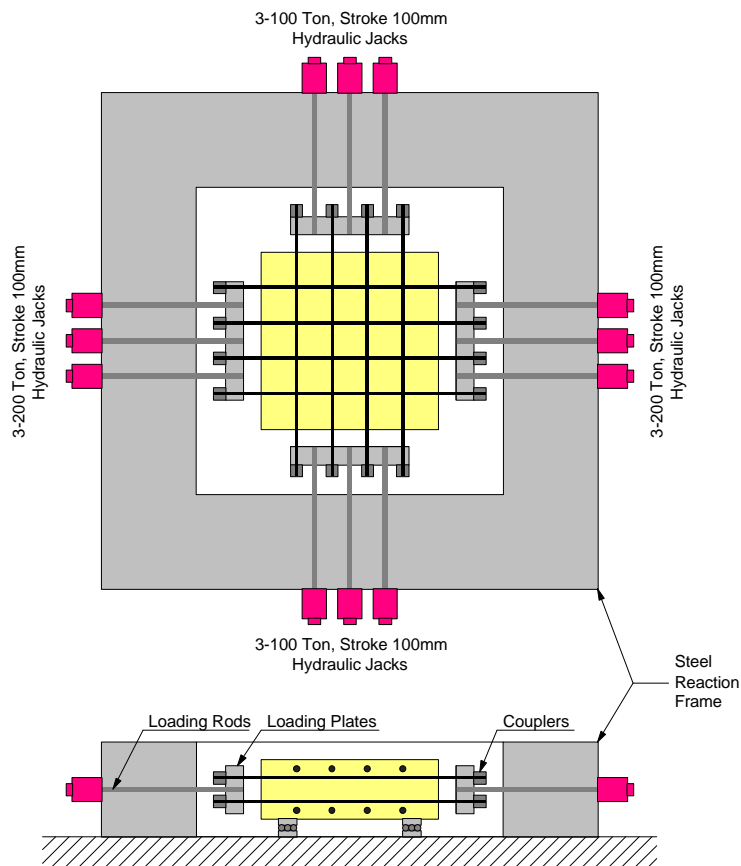 3-100 Ton, Stroke 100mm
Hydraulic Jacks
3-200 Ton, Stroke 100mm
Hydraulic Jacks
3-200 Ton, Stroke 100mm
Hydraulic Jacks
3-100 Ton, Stroke 100mm
Hydraulic Jacks
Steel
Reaction
Frame
Loading Rods
Loading Plates
Couplers